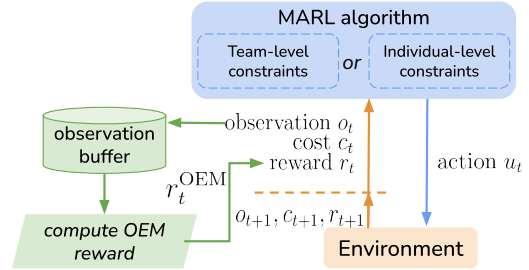 MARL algorithm
Team-level
constraints
or
Individual-level
constraints
observation
buffer
observation $o_t$
cost $c_t$
reward $r_t$
action $u_t$
$r_t^{\mathrm{OEM}}$
compute OEM
reward
$o_{t+1}, c_{t+1}, r_{t+1}$
Environment